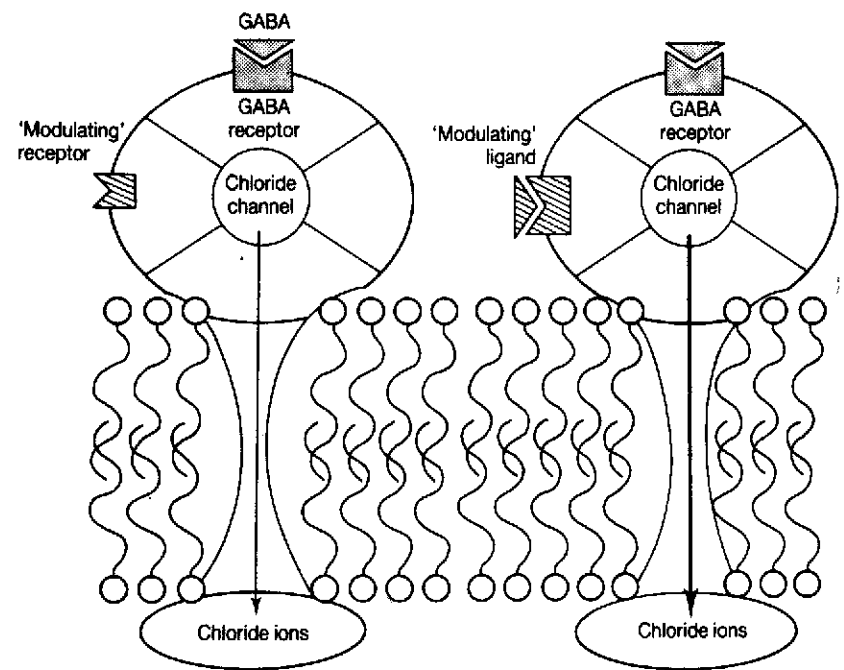 GABA
GABA
receptor
'Modulating'
receptor
Chloride
channel
Chloride ions
GABA
receptor
'Modulating'
ligand
Chloride
channel
Chloride ions